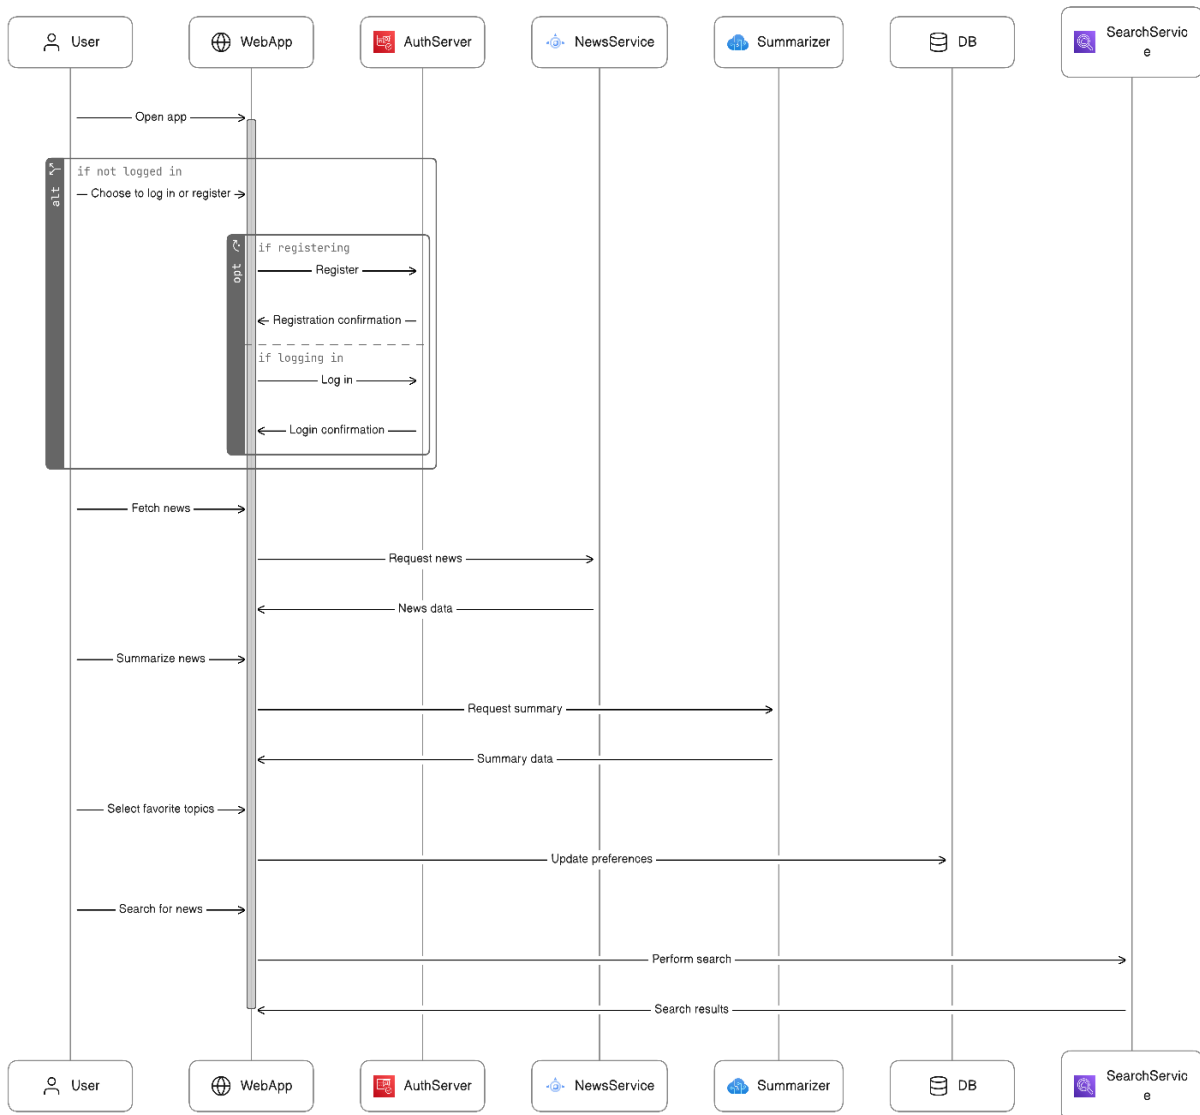 User
WebApp
AuthServer
NewsService
Summarizer
DB
SearchServic
e
Open app
alt
if not logged in
Choose to log in or register
opt
if registering
Register
Registration confirmation
if logging in
Log in
Login confirmation
Fetch news
Request news
News data
Summarize news
Request summary
Summary data
Select favorite topics
Update preferences
Search for news
Perform search
Search results
User
WebApp
AuthServer
NewsService
Summarizer
DB
SearchServic
e